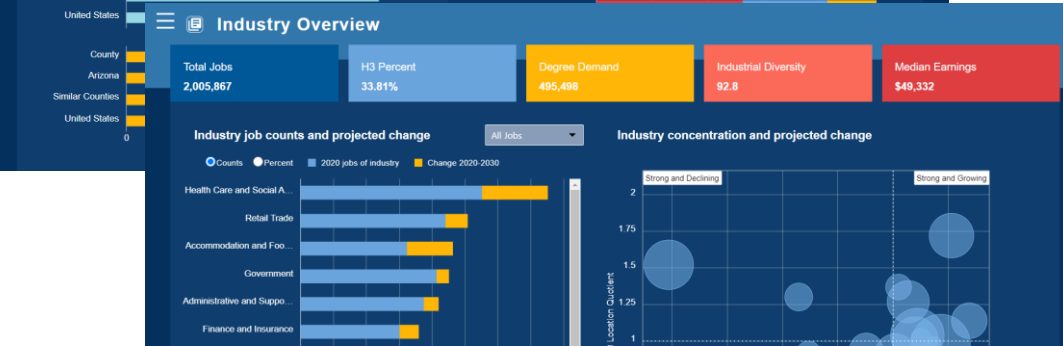 United States
County
Arizona
Similar Counties
United States
0
Industry Overview
Total Jobs
2,005,867
H3 Percent
33.81%
Degree Demand
495,498
Industrial Diversity
92.8
Median Earnings
$49,332
Industry job counts and projected change
All Jobs
Counts Percent 2020 jobs of industry Change 2020-2030
Health Care and Social A...
Retail Trade
Accommodation and Foo...
Government
Administrative and Suppo...
Finance and Insurance
Industry concentration and projected change
Strong and Declining
Strong and Growing
2
1.75
1.5
1.25
1
Location Quotient